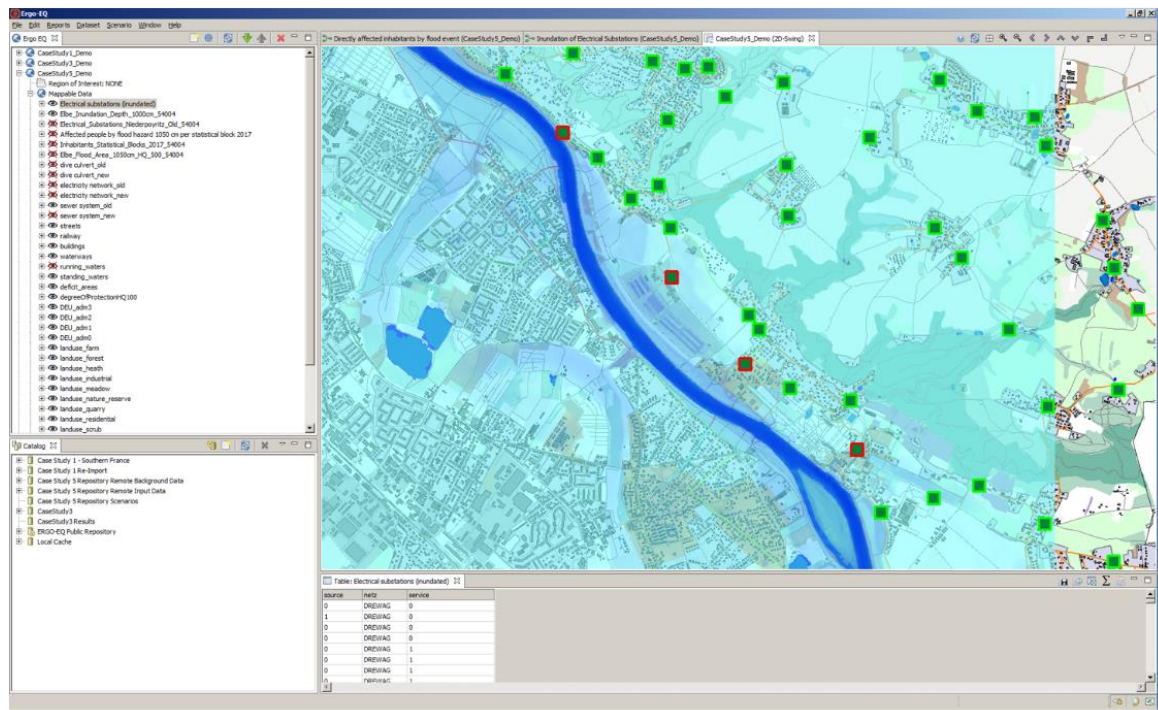 Ergo-EQ
File Edit Reports Dataset Scenario Window Help
Ergo EQ
CaseStudy1_Demo
CaseStudy3_Demo
CaseStudy5_Demo
Region of Interest: NONE
Mappable Data
Electrical substations (inundated)
Elbe_Inundation_Depth_1000cm_54004
Electrical_Substations_Niederpoyritz_Old_54004
Affected people by flood hazard 1050 cm per statistical block 2017
Inhabitants_Statistical_Blocks_2017_54004
Elbe_Flood_Area_1050cm_HQ_500_54004
dive culvert_old
dive culvert_new
electricity network_old
electricity network_new
sewer system_old
sewer system_new
streets
railway
buildings
waterways
running_waters
standing_waters
deficit_areas
degreeOfProtectionHQ100
DEU_adm3
DEU_adm2
DEU_adm1
DEU_adm0
landuse_farm
landuse_forest
landuse_heath
landuse_industrial
landuse_meadow
landuse_nature_reserve
landuse_quarry
landuse_residential
landuse_scrub
Catalog
Case Study 1 - Southern France
Case Study 1 Re-Import
Case Study 5 Repository Remote Background Data
Case Study 5 Repository Remote Input Data
Case Study 5 Repository Scenarios
CaseStudy3
CaseStudy3 Results
ERGO-EQ Public Repository
Local Cache
Directly affected inhabitants by flood event (CaseStudy5_Demo) Inundation of Electrical Substations (CaseStudy5_Demo) CaseStudy5_Demo (2D-Swing)
Table: Electrical substations (inundated)
source netz service
0 DREWAG 0
1 DREWAG 0
0 DREWAG 0
0 DREWAG 0
0 DREWAG 1
0 DREWAG 1
0 DREWAG 1
0 DREWAG 1